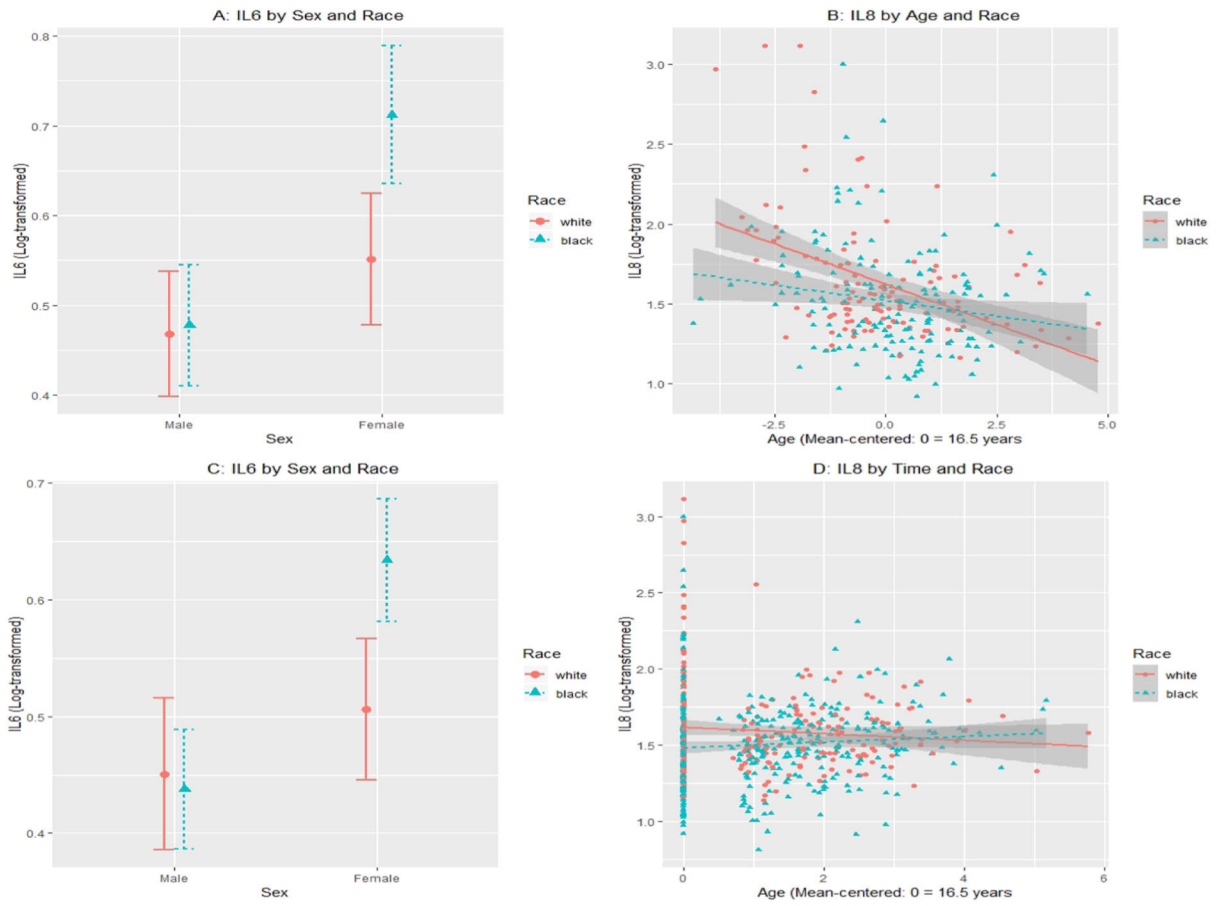 A: IL6 by Sex and Race
0.8
0.7
0.6
0.5
0.4
IL6 (Log-transformed)
Male
Female
Sex
Race
white
black
B: IL8 by Age and Race
3.0
2.5
2.0
1.5
1.0
IL8 (Log-transformed)
-2.5
0.0
2.5
5.0
Age (Mean-centered: 0 = 16.5 years
Race
white
black
C: IL6 by Sex and Race
0.7
0.6
0.5
0.4
IL6 (Log-transformed)
Male
Female
Sex
Race
white
black
D: IL8 by Time and Race
3.0
2.5
2.0
1.5
1.0
IL8 (Log-transformed)
0
2
4
6
Age (Mean-centered: 0 = 16.5 years
Race
white
black